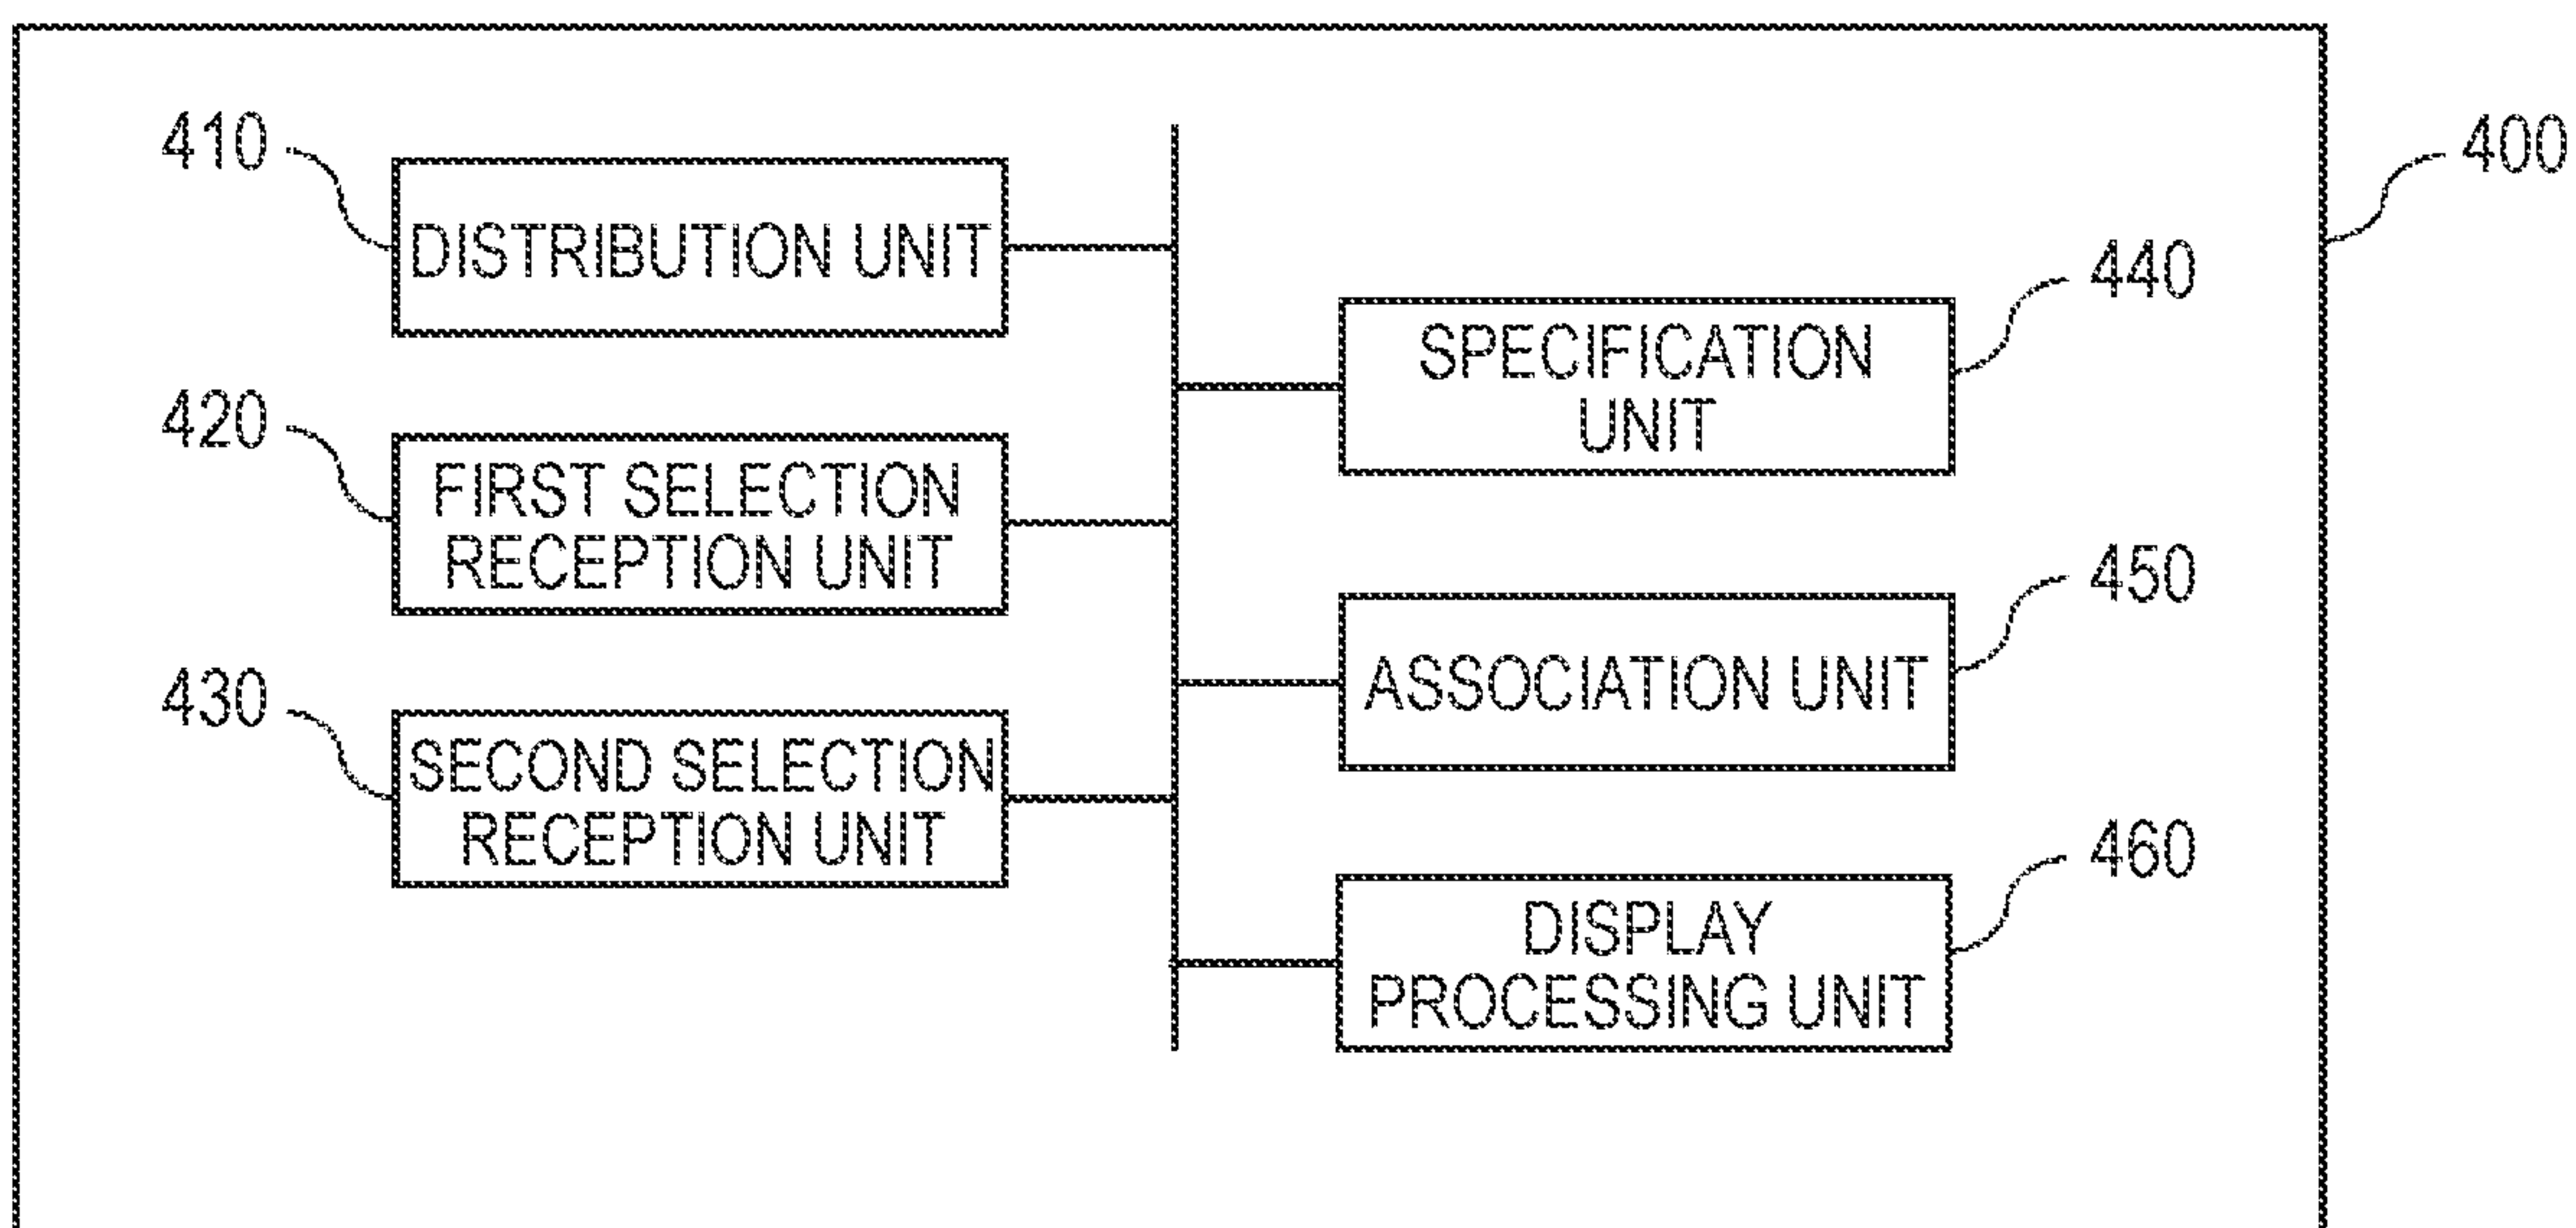 410
DISTRIBUTION UNIT
420
FIRST SELECTION
RECEPTION UNIT
430
SECOND SELECTION
RECEPTION UNIT
400
440
SPECIFICATION
UNIT
450
ASSOCIATION UNIT
460
DISPLAY
PROCESSING UNIT